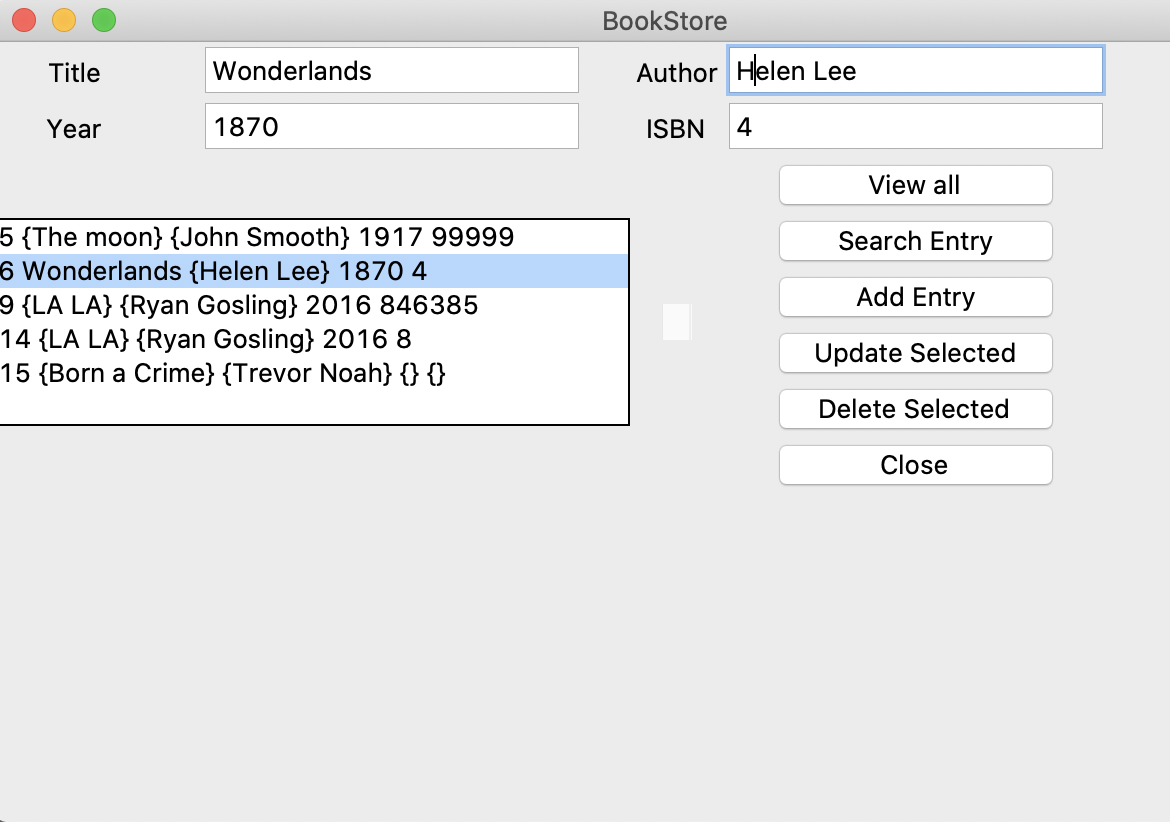 BookStore
Title Wonderlands Author Helen Lee
Year 1870 ISBN 4
View all
Search Entry
Add Entry
Update Selected
Delete Selected
Close
5 {The moon} {John Smooth} 1917 99999
6 Wonderlands {Helen Lee} 1870 4
9 {LA LA} {Ryan Gosling} 2016 846385
14 {LA LA} {Ryan Gosling} 2016 8
15 {Born a Crime} {Trevor Noah} {} {}